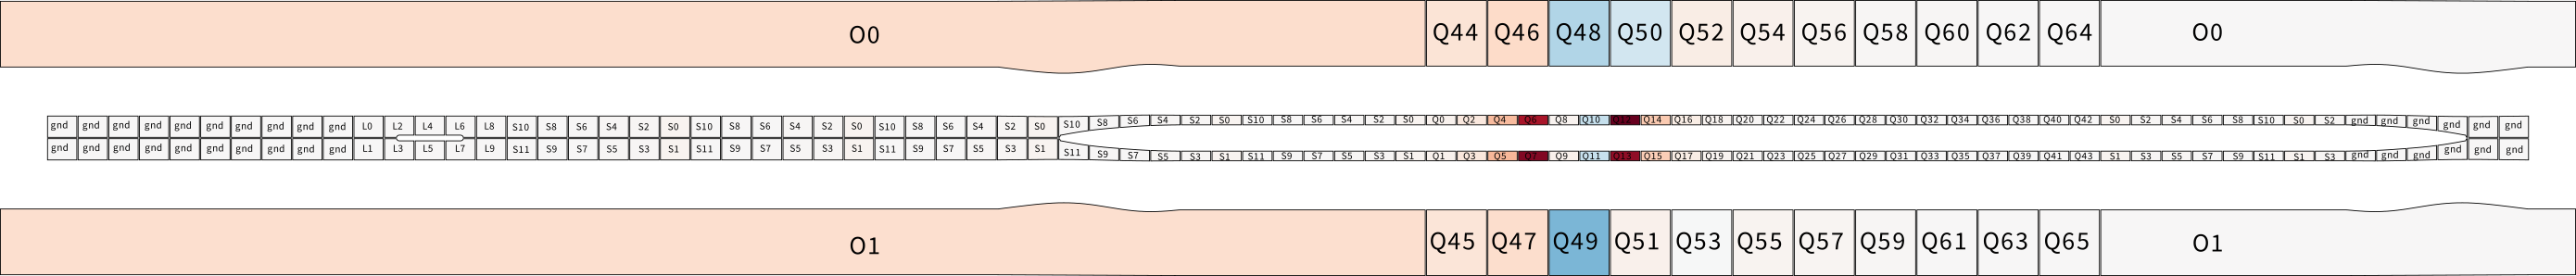 O0 Q44 Q46 Q48 Q50 Q52 Q54 Q56 Q58 Q60 Q62 Q64 O0
gnd gnd gnd gnd gnd gnd gnd gnd gnd gnd L0 L2 L4 L6 L8 S10 S8 S6 S4 S2 S0 S10 S8 S6 S4 S2 S0 S10 S8 S6 S4 S2 S0 S10 S8 S6 S4 S2 S0 S10 S8 S6 S4 S2 S0 Q0 Q2 Q4 Q6 Q8 Q10 Q12 Q14 Q16 Q18 Q20 Q22 Q24 Q26 Q28 Q30 Q32 Q34 Q36 Q38 Q40 Q42 S0 S2 S4 S6 S8 S10 S0 S2 gnd gnd gnd gnd gnd gnd
gnd gnd gnd gnd gnd gnd gnd gnd gnd gnd L1 L3 L5 L7 L9 S11 S9 S7 S5 S3 S1 S11 S9 S7 S5 S3 S1 S11 S9 S7 S5 S3 S1 S11 S9 S7 S5 S3 S1 S11 S9 S7 S5 S3 S1 Q1 Q3 Q5 Q7 Q9 Q11 Q13 Q15 Q17 Q19 Q21 Q23 Q25 Q27 Q29 Q31 Q33 Q35 Q37 Q39 Q41 Q43 S1 S3 S5 S7 S9 S11 S1 S3 gnd gnd gnd gnd gnd gnd
O1 Q45 Q47 Q49 Q51 Q53 Q55 Q57 Q59 Q61 Q63 Q65 O1